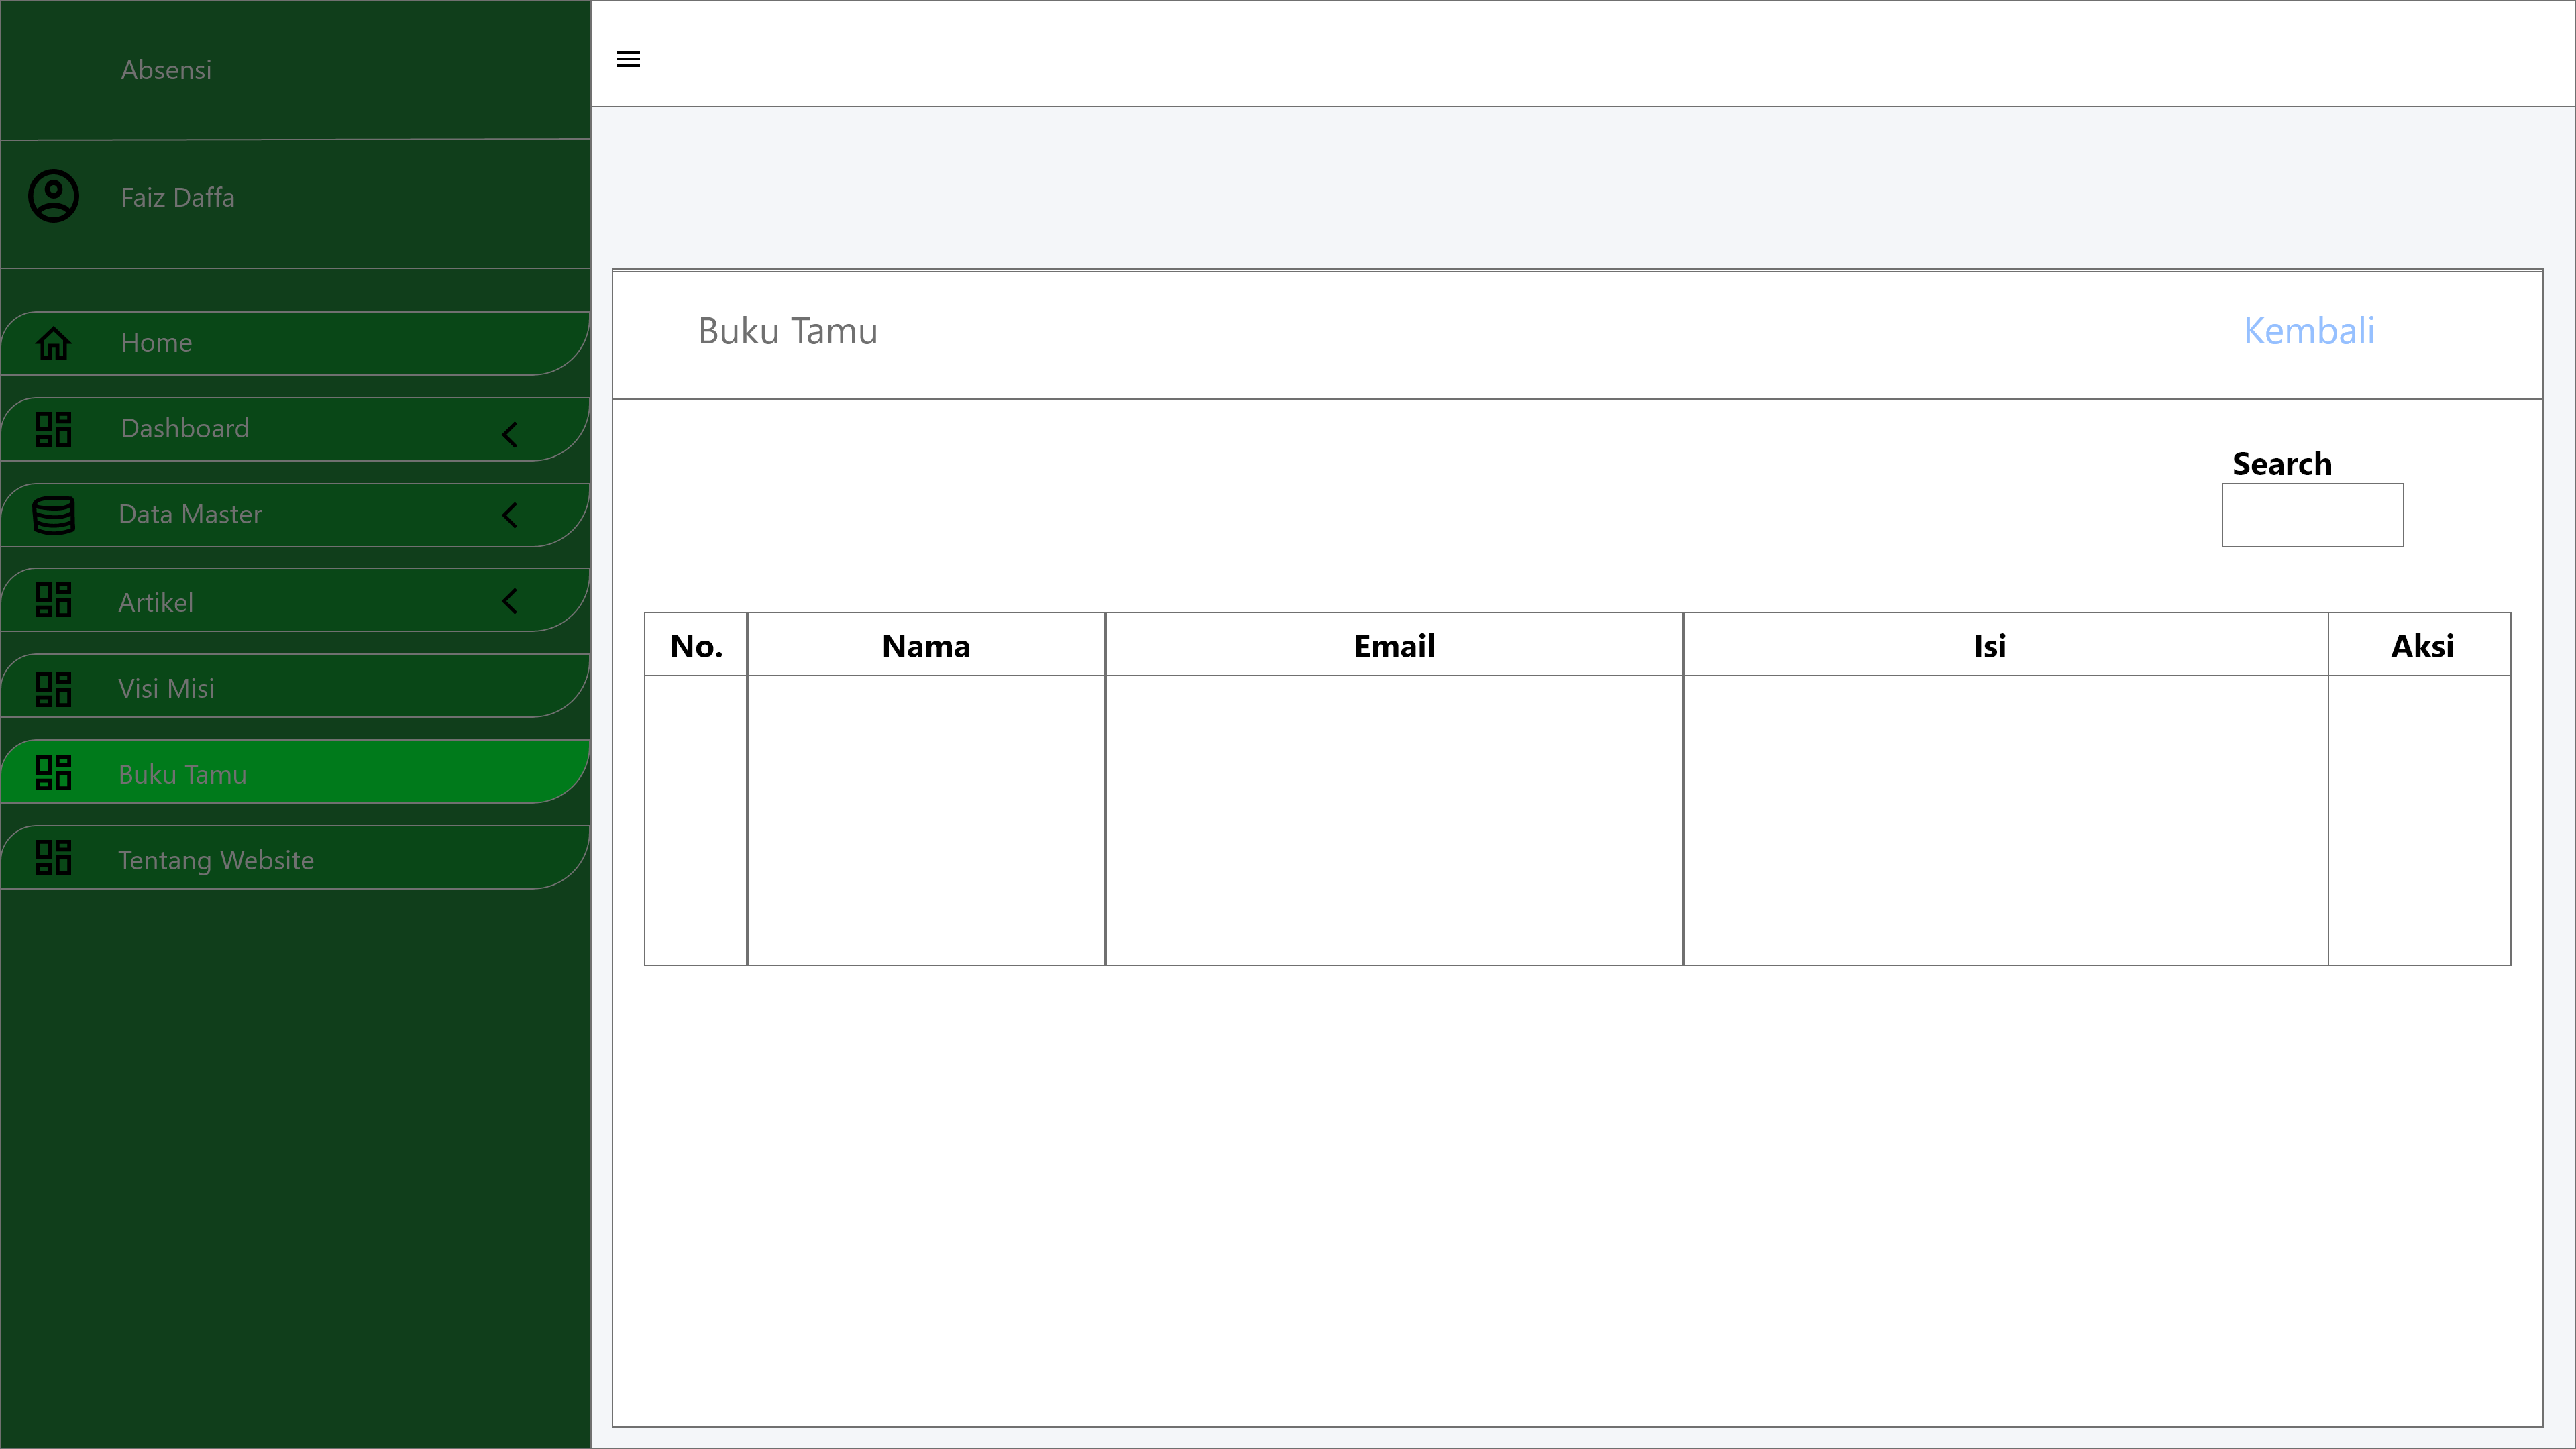 Absensi
Faiz Daffa
Home
Dashboard
Data Master
Artikel
Visi Misi
Buku Tamu
Tentang Website
Buku Tamu
Kembali
Search
No.
Nama
Email
Isi
Aksi